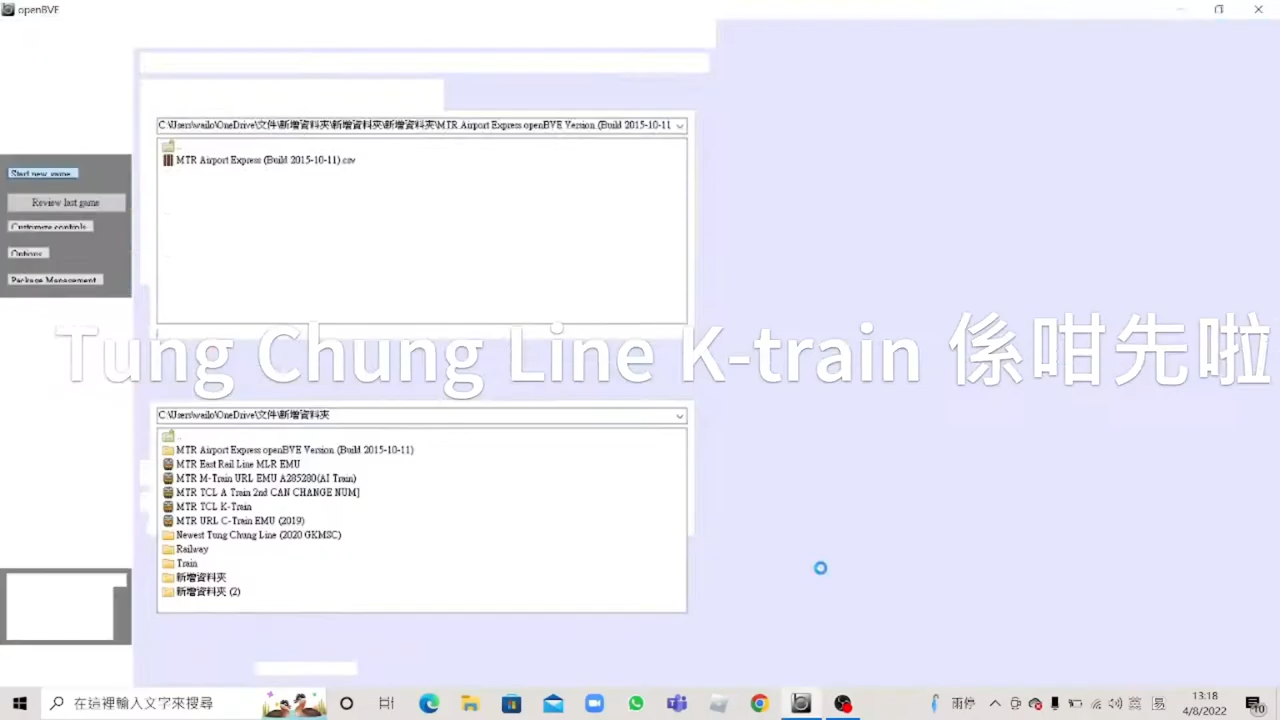 openBVE
C:\Users\wailo\OneDrive\文件\新增資料夾\新增資料夾\新增資料夾\MTR Airport Express openBVE Version (Build 2015-10-11
..
MTR Airport Express (Build 2015-10-11).csv
Start new game
Review last game
Customize controls
Options
Package Management
Tung Chung Line K-train 係咁先啦
C:\Users\wailo\OneDrive\文件\新增資料夾
..
MTR Airport Express openBVE Version (Build 2015-10-11)
MTR East Rail Line MLR EMU
MTR M-Train URL EMU A285280(AI Train)
MTR TCL A Train 2nd CAN CHANGE NUM]
MTR TCL K-Train
MTR URL C-Train EMU (2019)
Newest Tung Chung Line (2020 GKMSC)
Railway
Train
新增資料夾
新增資料夾 (2)
在這裡輸入文字來搜尋
雨停
13:18
4/8/2022
10